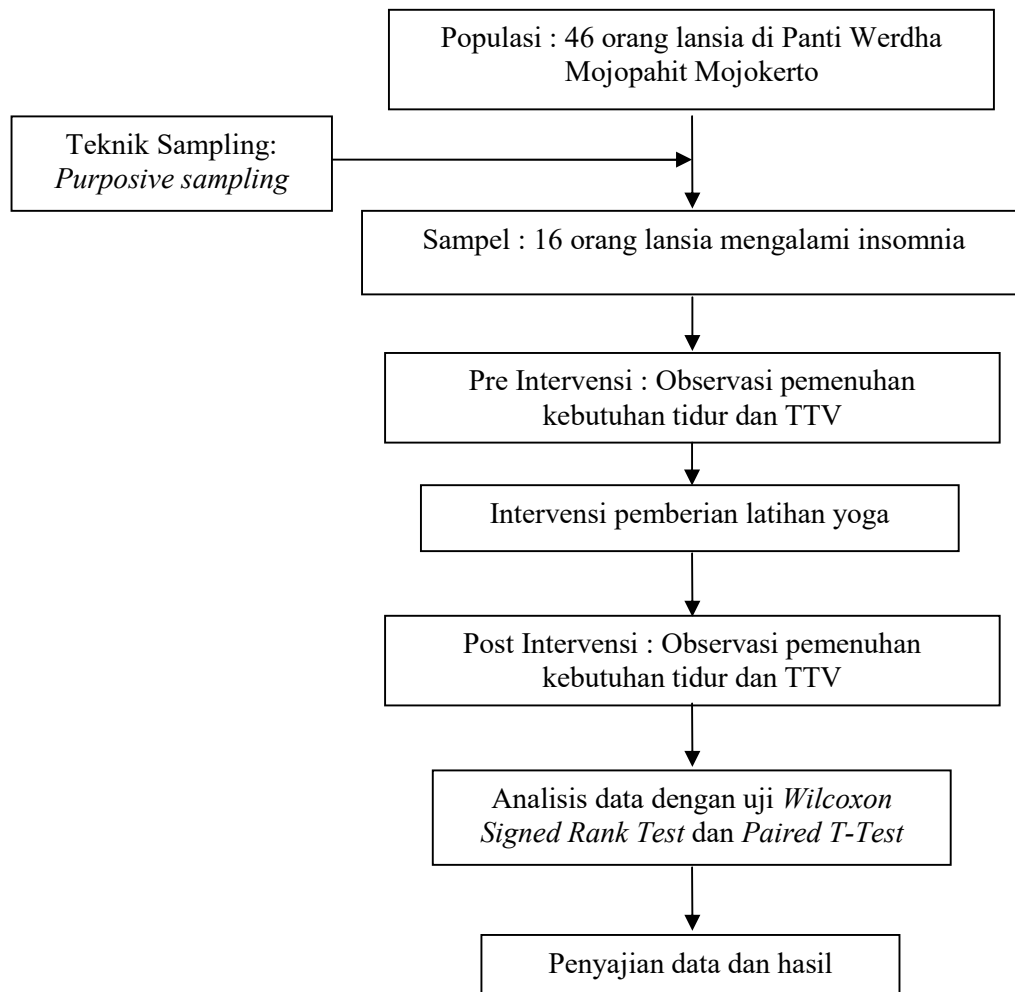 Populasi : 46 orang lansia di Panti Werdha
Mojopahit Mojokerto
Teknik Sampling:
Purposive sampling
Sampel : 16 orang lansia mengalami insomnia
Pre Intervensi : Observasi pemenuhan
kebutuhan tidur dan TTV
Intervensi pemberian latihan yoga
Post Intervensi : Observasi pemenuhan
kebutuhan tidur dan TTV
Analisis data dengan uji Wilcoxon
Signed Rank Test dan Paired T-Test
Penyajian data dan hasil